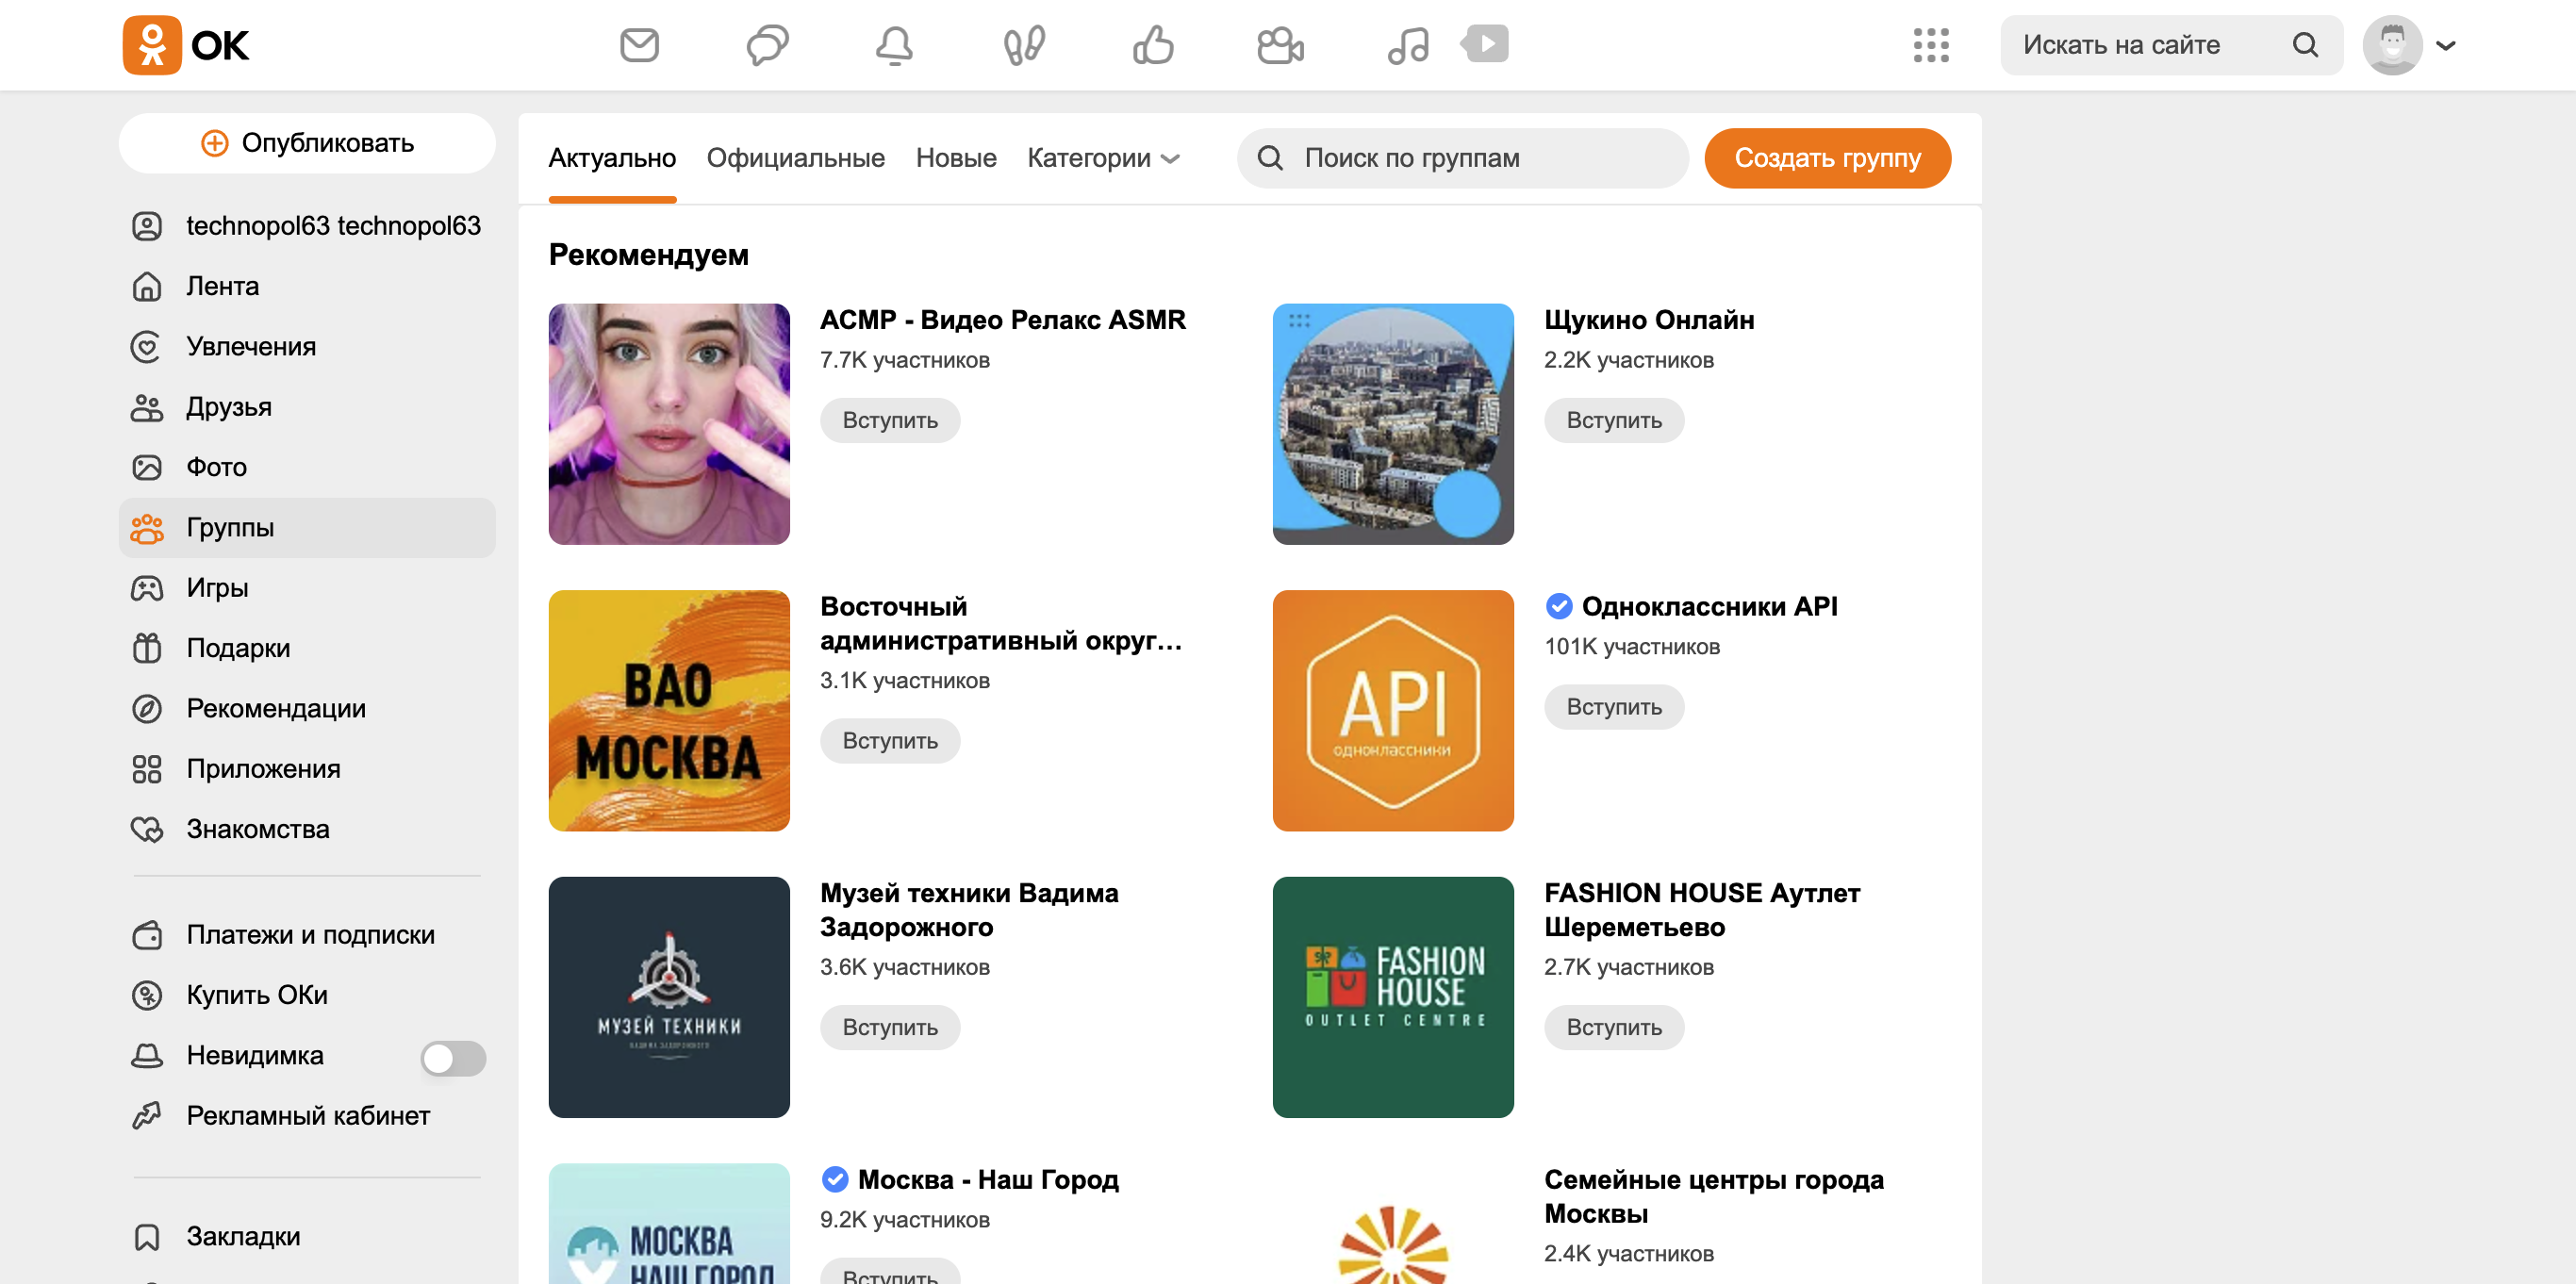 ОК
Искать на сайте
Опубликовать
technopol63 technopol63
Лента
Увлечения
Друзья
Фото
Группы
Игры
Подарки
Рекомендации
Приложения
Знакомства
Платежи и подписки
Купить ОКи
Невидимка
Рекламный кабинет
Закладки
Актуально Официальные Новые Категории
Поиск по группам
Создать группу
Рекомендуем
АСМР - Видео Релакс ASMR
7.7K участников
Вступить
Щукино Онлайн
2.2K участников
Вступить
ВАО
МОСКВА
Восточный
административный округ…
3.1K участников
Вступить
API
одноклассники
Одноклассники API
101K участников
Вступить
МУЗЕЙ ТЕХНИКИ
ВАДИМА ЗАДОРОЖНОГО
Музей техники Вадима
Задорожного
3.6K участников
Вступить
FASHION
HOUSE
OUTLET CENTRE
FASHION HOUSE Аутлет
Шереметьево
2.7K участников
Вступить
МОСКВА
НАШ ГОРОД
Москва - Наш Город
9.2K участников
Вступить
Семейные центры города
Москвы
2.4K участников